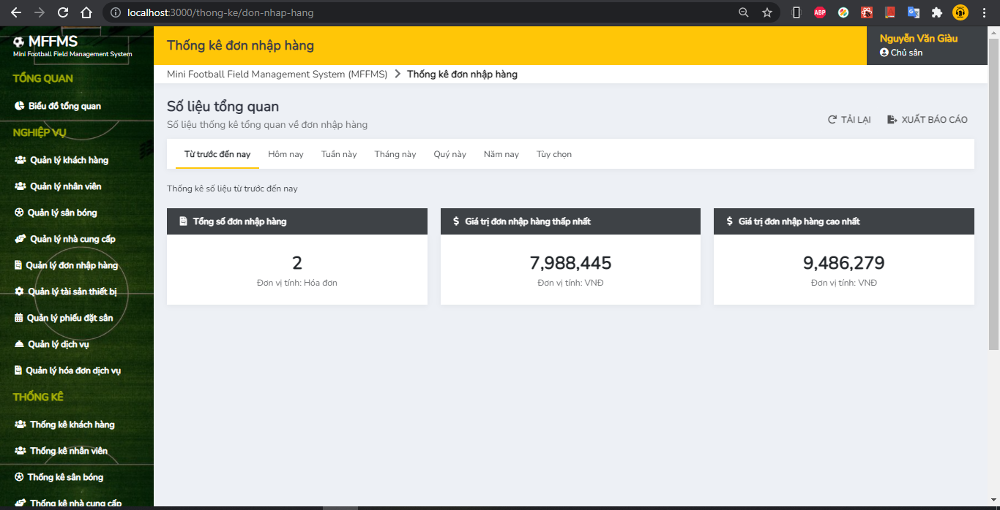 localhost:3000/thong-ke/don-nhap-hang
ABP
MFFMS
Mini Football Field Management System
TỔNG QUAN
Biểu đồ tổng quan
NGHIỆP VỤ
Quản lý khách hàng
Quản lý nhân viên
Quản lý sân bóng
Quản lý nhà cung cấp
Quản lý đơn nhập hàng
Quản lý tài sản thiết bị
Quản lý phiếu đặt sân
Quản lý dịch vụ
Quản lý hóa đơn dịch vụ
THỐNG KÊ
Thống kê khách hàng
Thống kê nhân viên
Thống kê sân bóng
Thống kê nhà cung cấp
Thống kê đơn nhập hàng
Nguyễn Văn Giàu
Chủ sân
Mini Football Field Management System (MFFMS) > Thống kê đơn nhập hàng
Số liệu tổng quan
Số liệu thống kê tổng quan về đơn nhập hàng
TẢI LẠI XUẤT BÁO CÁO
Từ trước đến nay Hôm nay Tuần này Tháng này Quý này Năm nay Tùy chọn
Thống kê số liệu từ trước đến nay
Tổng số đơn nhập hàng
2
Đơn vị tính: Hóa đơn
$ Giá trị đơn nhập hàng thấp nhất
7,988,445
Đơn vị tính: VNĐ
$ Giá trị đơn nhập hàng cao nhất
9,486,279
Đơn vị tính: VNĐ